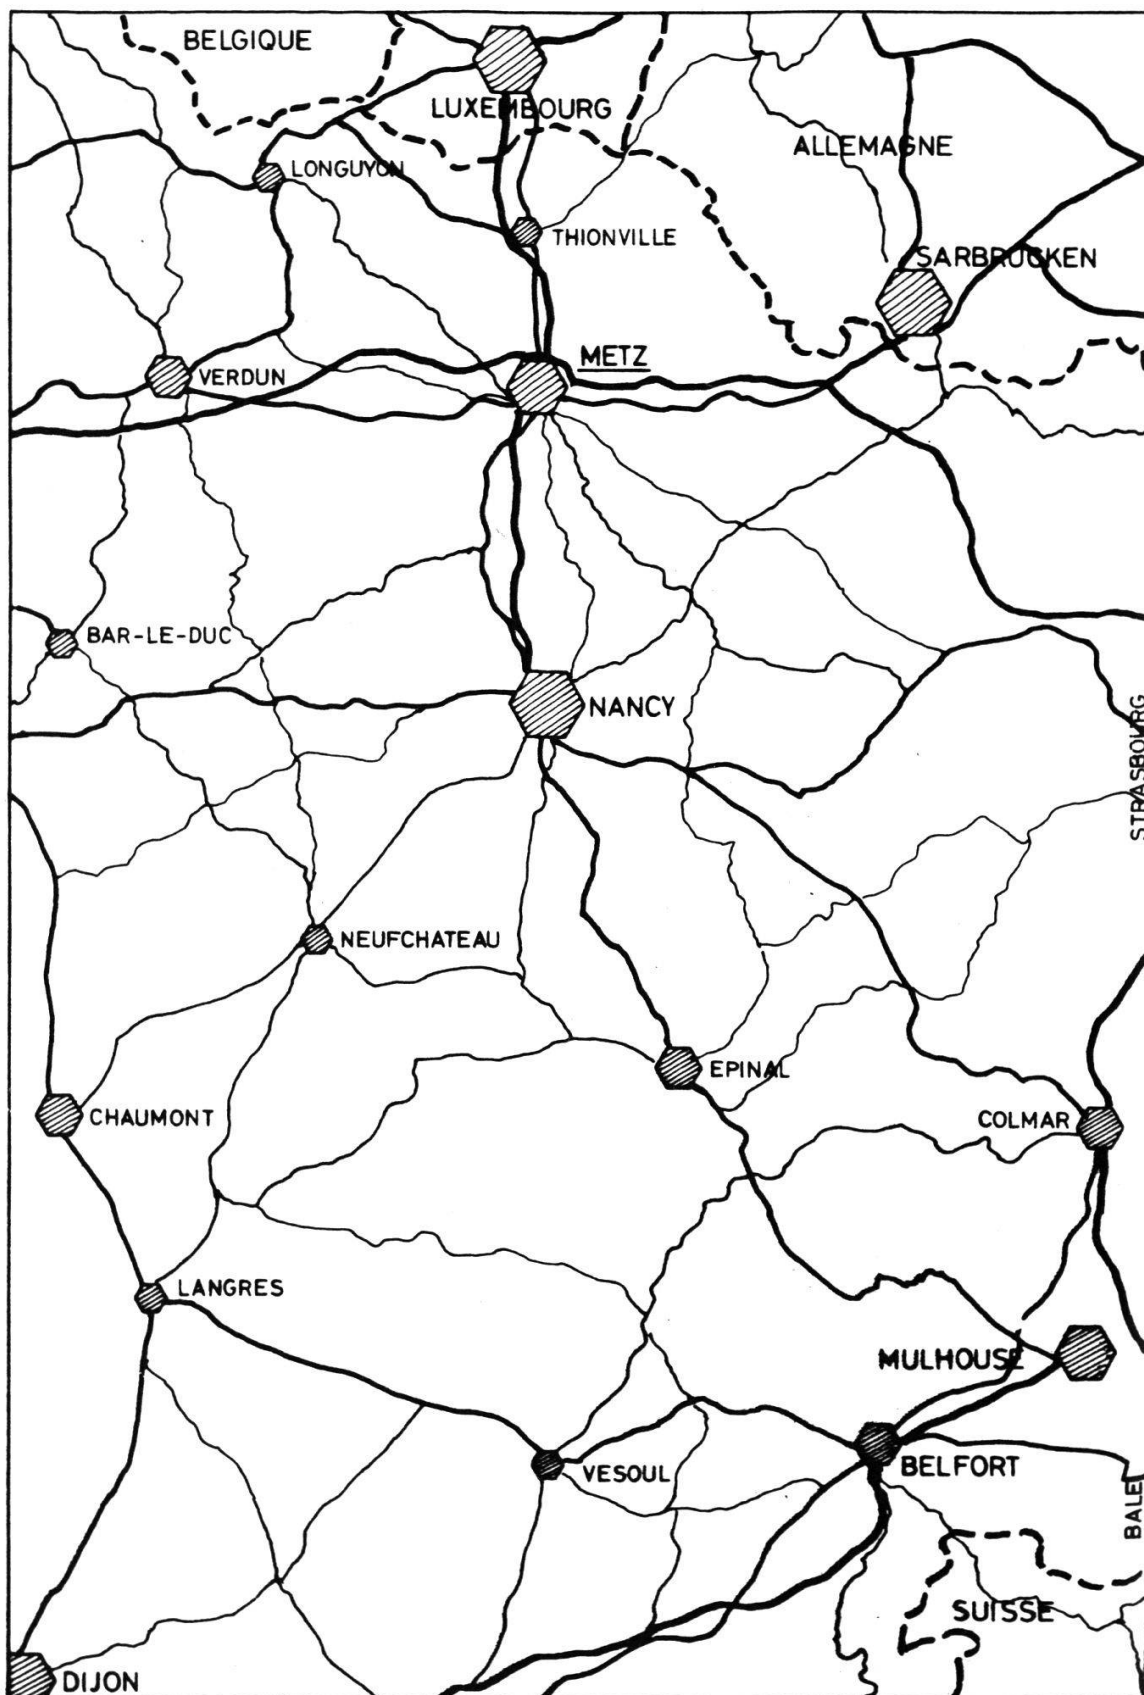 BELGIQUE
LUXEMBOURG
ALLEMAGNE
LONGUYON
THIONVILLE
SARBRUCKEN
METZ
VERDUN
BAR-LE-DUC
NANCY
STRASBOURG
NEUFCHATEAU
EPINAL
CHAUMONT
COLMAR
LANGRES
MULHOUSE
VESOUL
BELFORT
BALE
SUISSE
DIJON